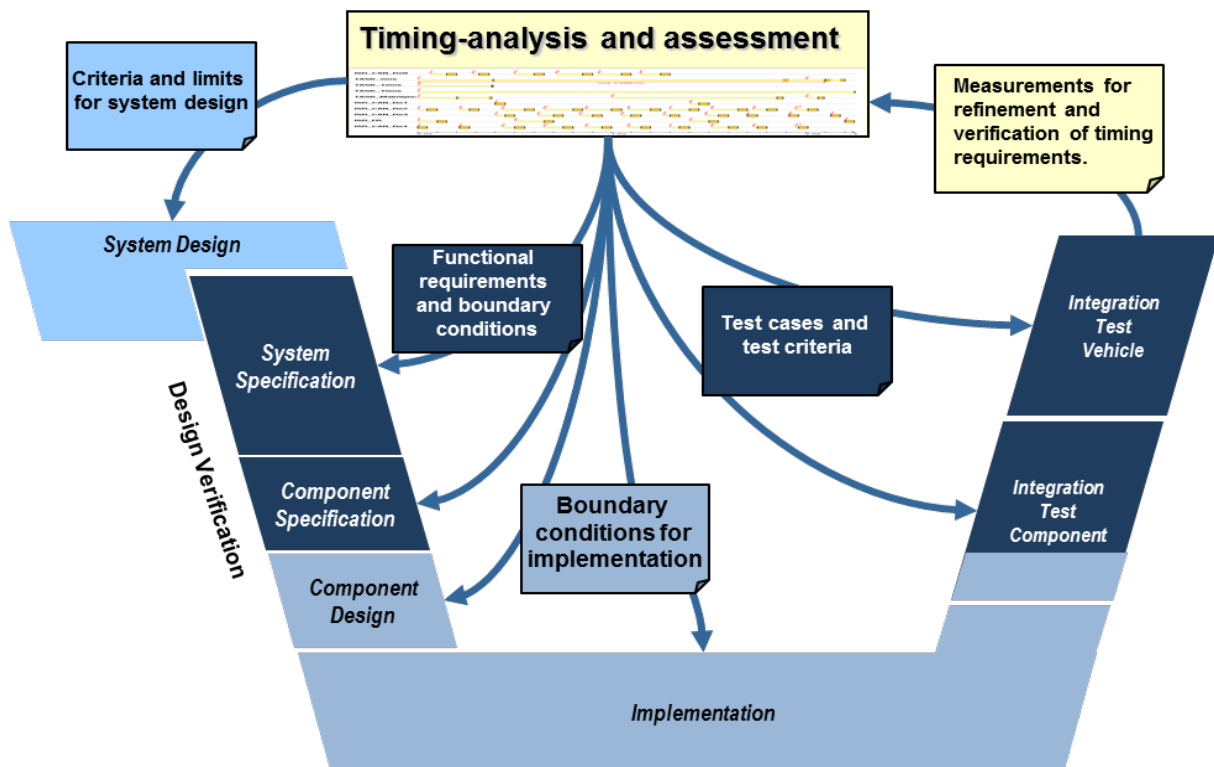 Timing-analysis and assessment
Criteria and limits
for system design
Measurements for
refinement and
verification of timing
requirements.
System Design
Functional
requirements
and boundary
conditions
Test cases and
test criteria
Integration
Test
Vehicle
System
Specification
Design Verification
Component
Specification
Boundary
conditions for
implementation
Integration
Test
Component
Component
Design
Implementation